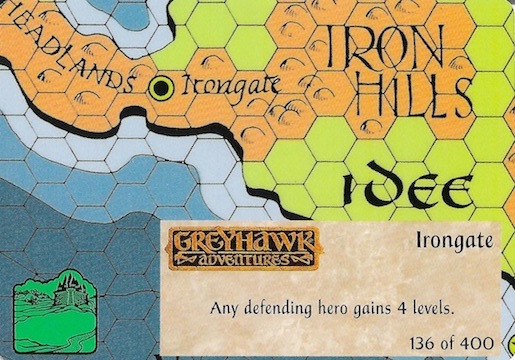 HEADLANDS
Irongate
IRON
HILLS
IDEE
GREYHAWK
ADVENTURES
Irongate
Any defending hero gains 4 levels.
136 of 400